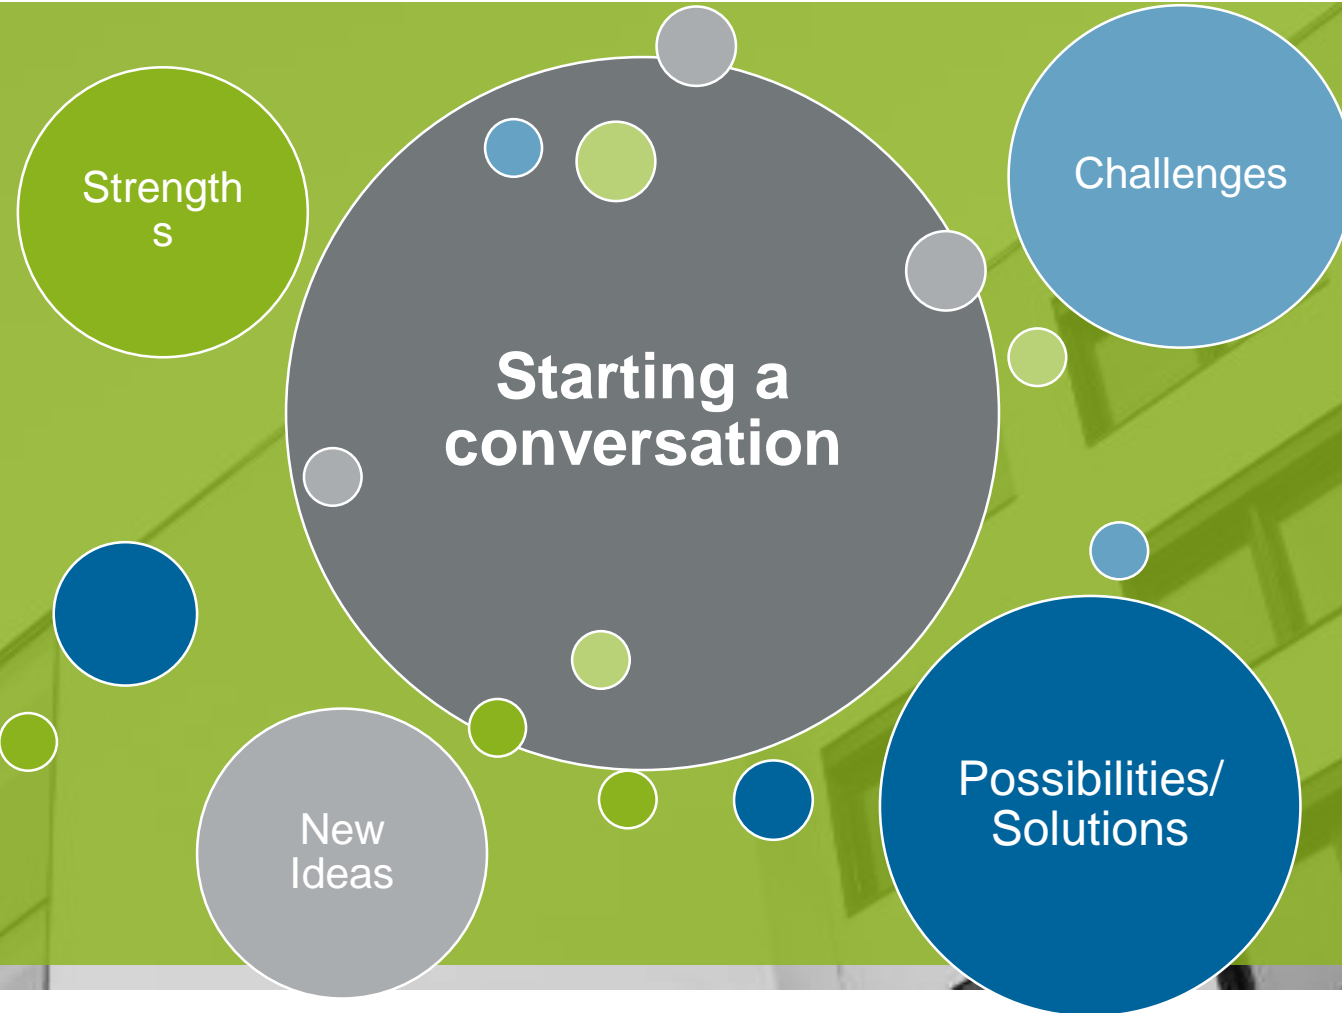 Strength
s
Challenges
Starting a
conversation
New
Ideas
Possibilities/
Solutions